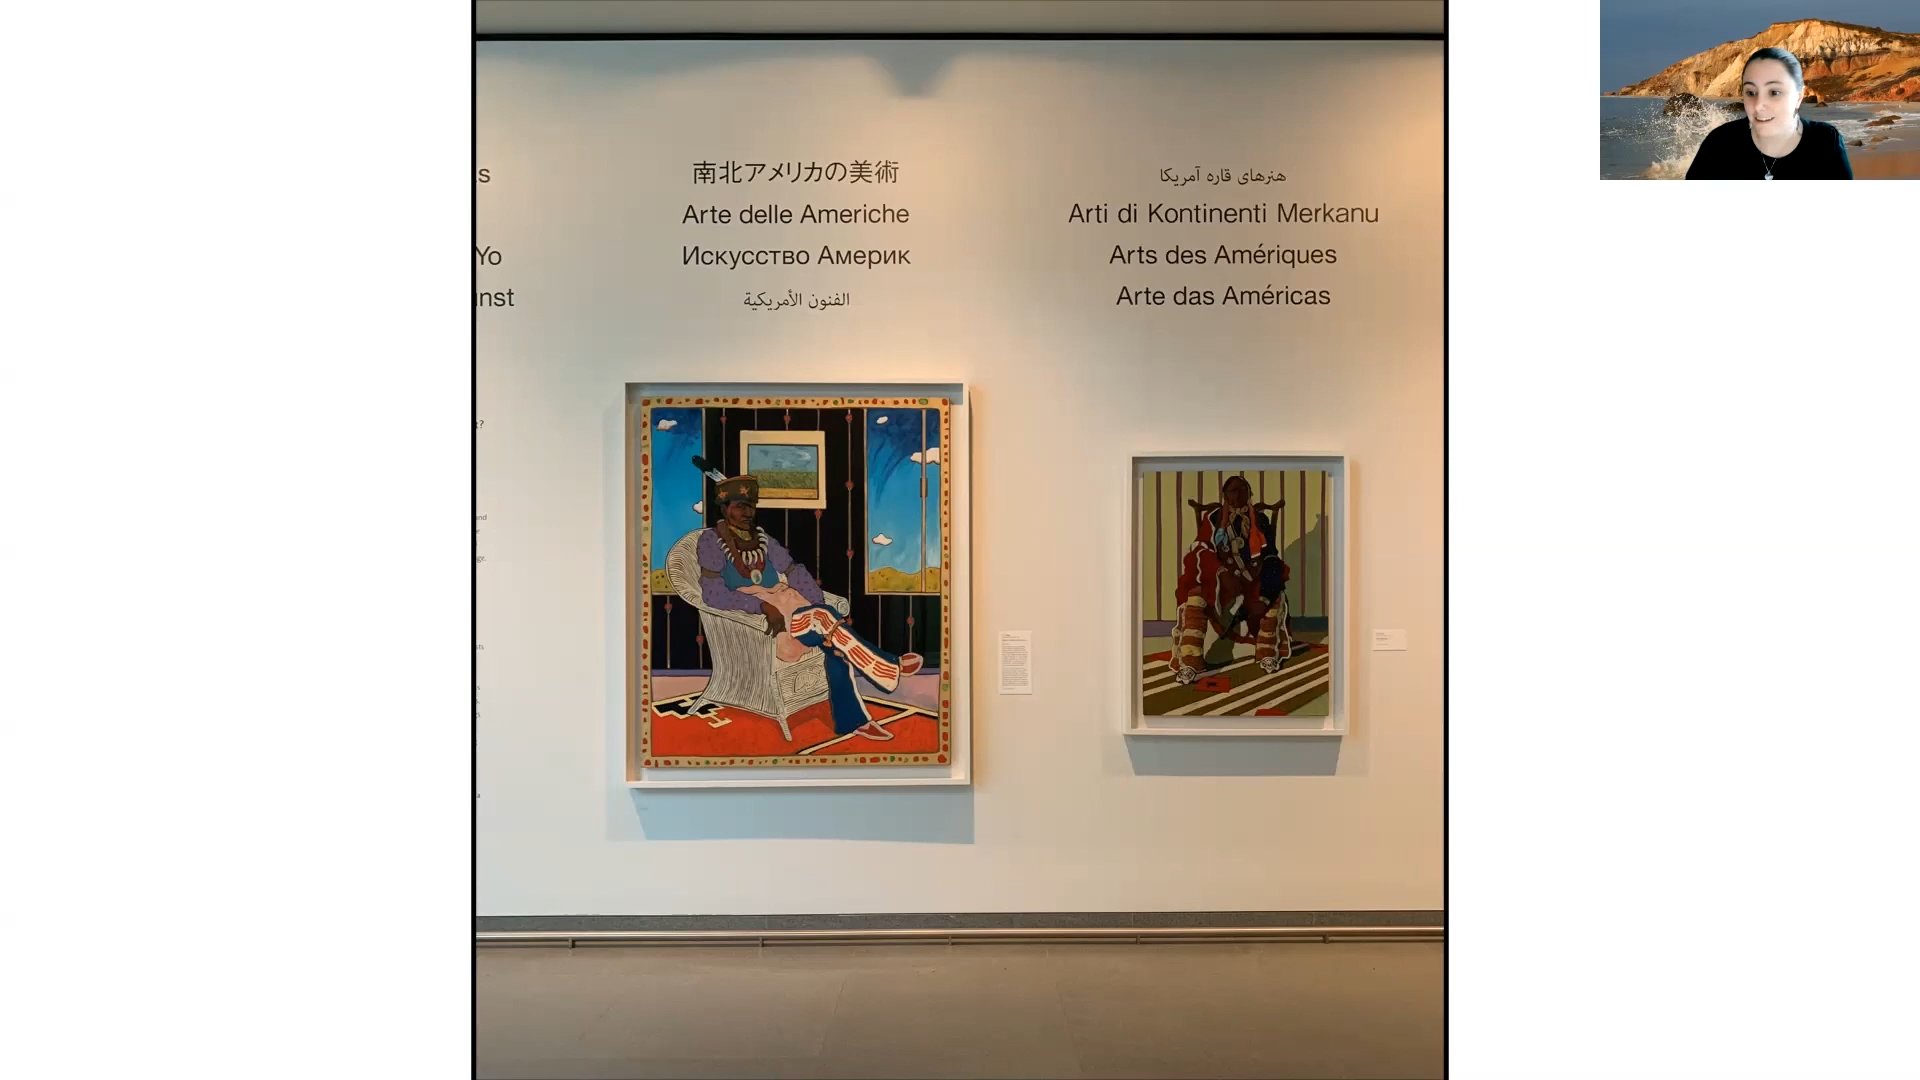 s
Yo
nst
t?
南北アメリカの美術
Arte delle Americhe
Искусство Америк
الفنون الأمريكية
هنرهای قاره آمریکا
Arti di Kontinenti Merkanu
Arts des Amériques
Arte das Américas